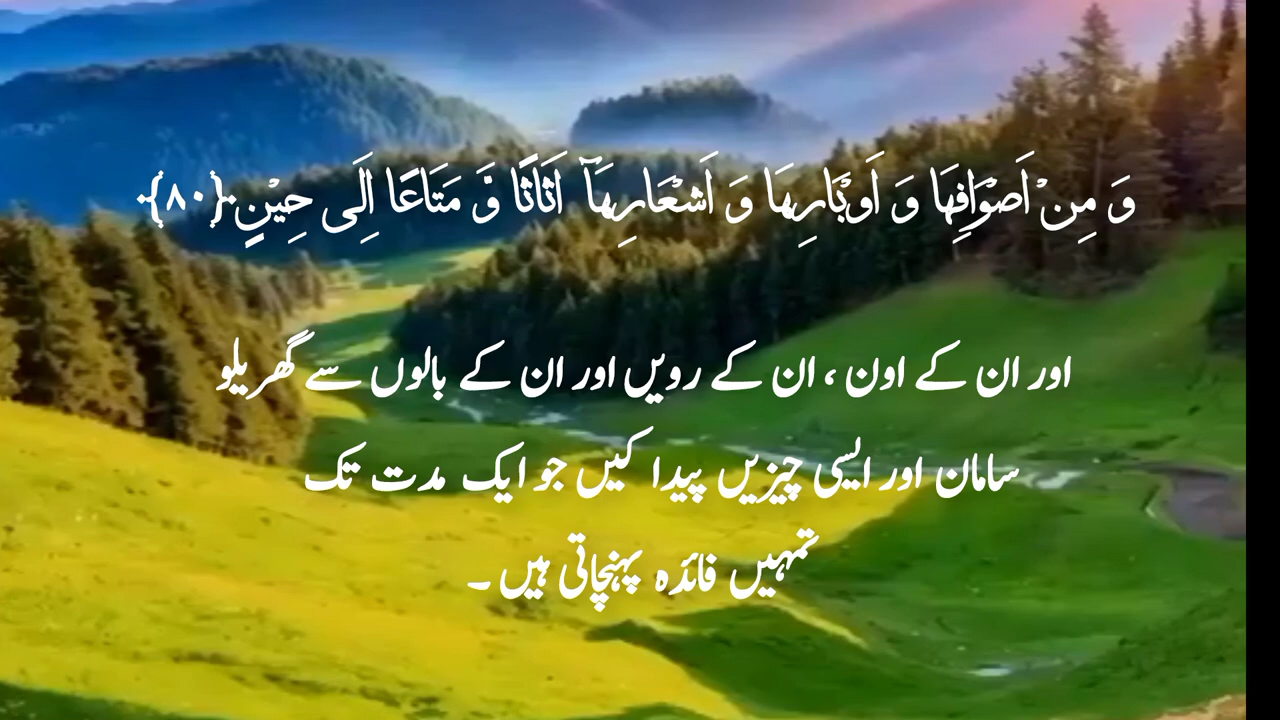 وَ مِنْ اَصْوَافِهَا وَ اَوْبَارِهَا وَ اَشْعَارِهَاۤ اَثَاثًا وَّ مَتَاعًا اِلٰى حِیْنٍ﴿۸۰﴾
اور ان کے اون ، ان کے رویں اور ان کے بالوں سے گھریلو
سامان اور ایسی چیزیں پیدا کیں جو ایک مدت تک
تمہیں فائدہ پہنچاتی ہیں ۔